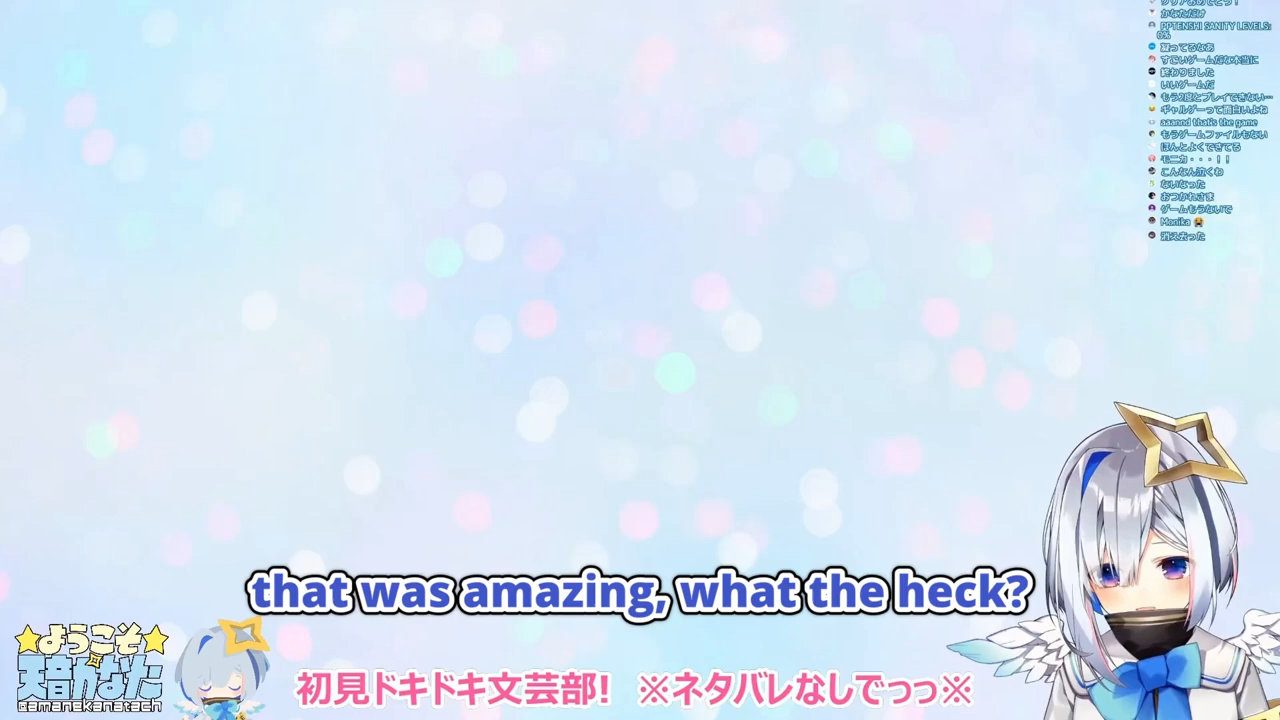 かなただけ
PPTENSHI SANITY LEVELS:
0%
凝ってるなあ
すごいゲームだな本当に
終わりました
いいゲームだ
もう2度とプレイできない…
ギャルゲーって面白いよね
aaannd that's the game
もうゲームファイルもない
ほんとよくできてる
モニカ・・・！！
こんなん泣くわ
ないなった
おつかれさま
ゲームもうないで
Monika 😭
消え去った
that was amazing, what the heck?
ようこそ
天音かなた
@amanekanatach
初見ドキドキ文芸部！ ※ネタバレなしでっっ※